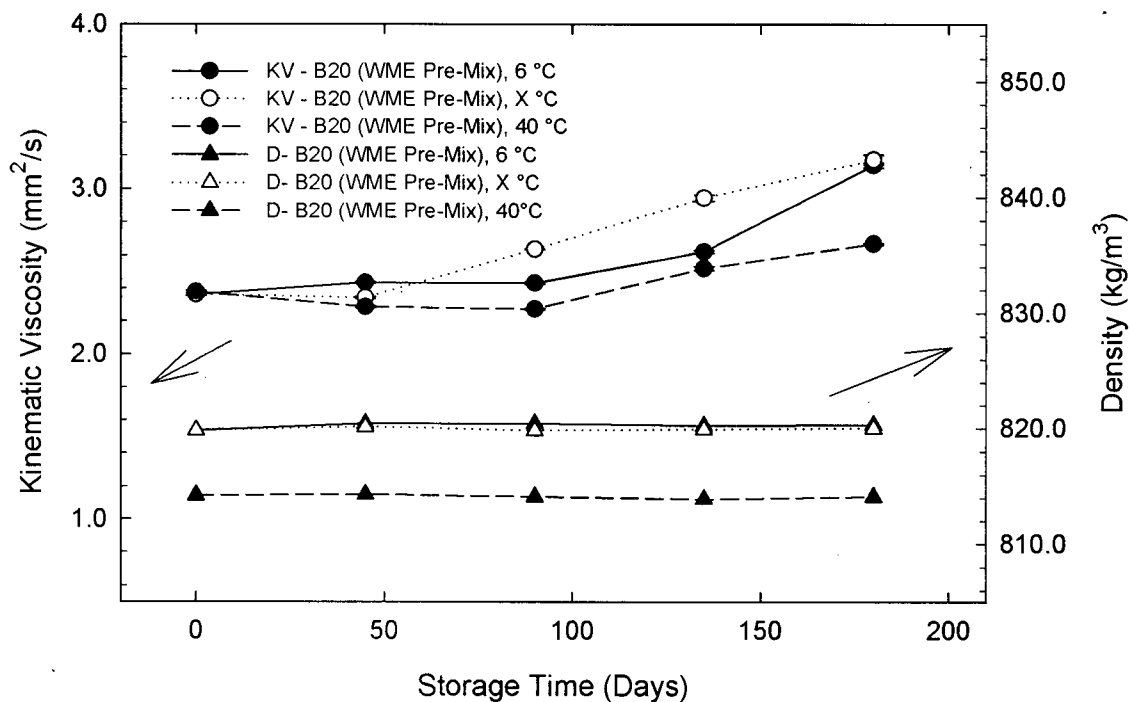 4.0
3.0
2.0
1.0
Kinematic Viscosity (mm²/s)
KV - B20 (WME Pre-Mix), 6 °C
KV - B20 (WME Pre-Mix), X °C
KV - B20 (WME Pre-Mix), 40 °C
D- B20 (WME Pre-Mix), 6 °C
D- B20 (WME Pre-Mix), X °C
D- B20 (WME Pre-Mix), 40°C
850.0
840.0
830.0
820.0
810.0
Density (kg/m³)
0 50 100 150 200
Storage Time (Days)